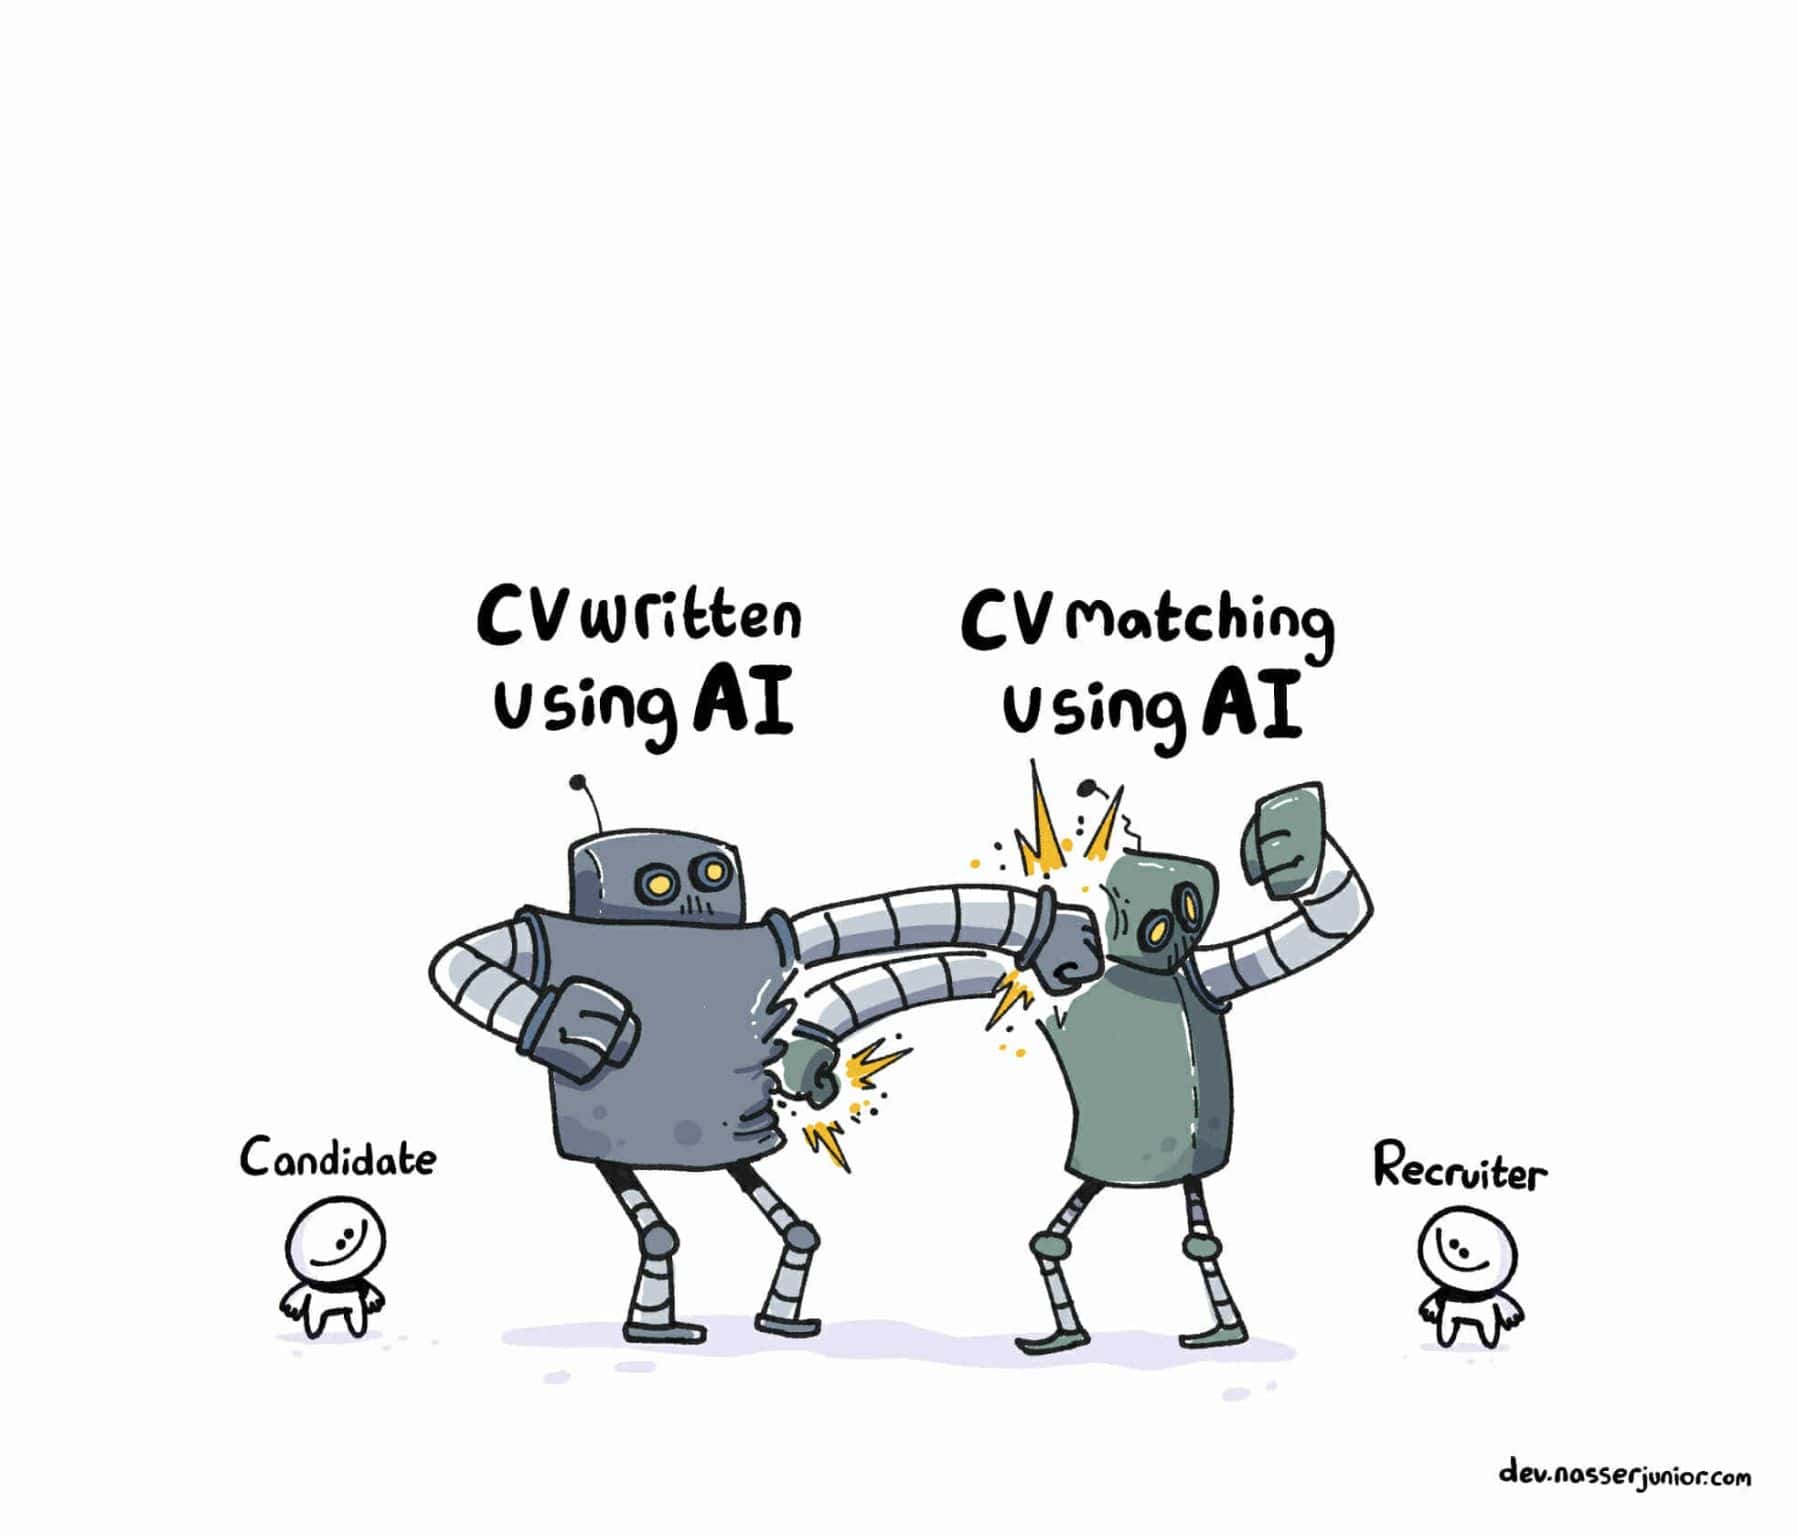 CV written
using AI
CV matching
using AI
Candidate
Recruiter
dev.nasserjunior.com